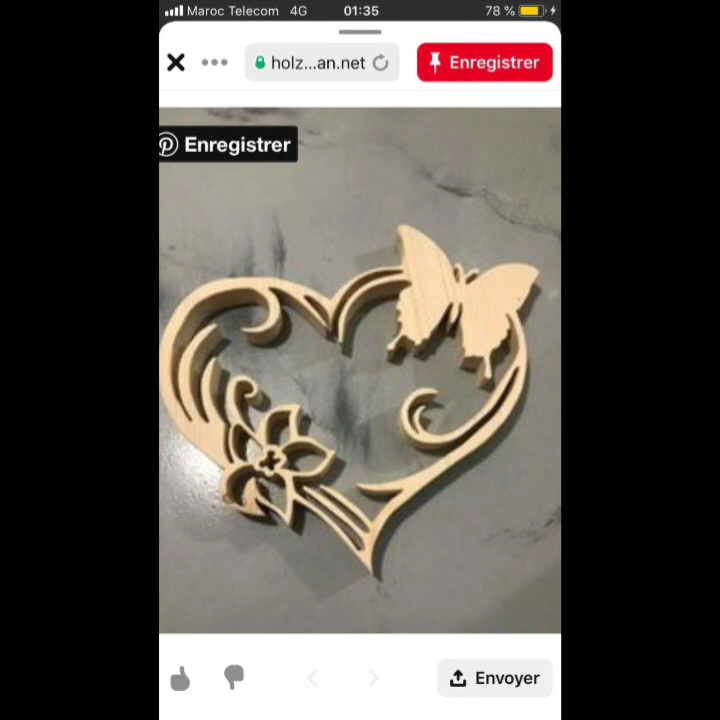 Maroc Telecom 4G 01:35 78 %
holz...an.net Enregistrer
Enregistrer
Envoyer